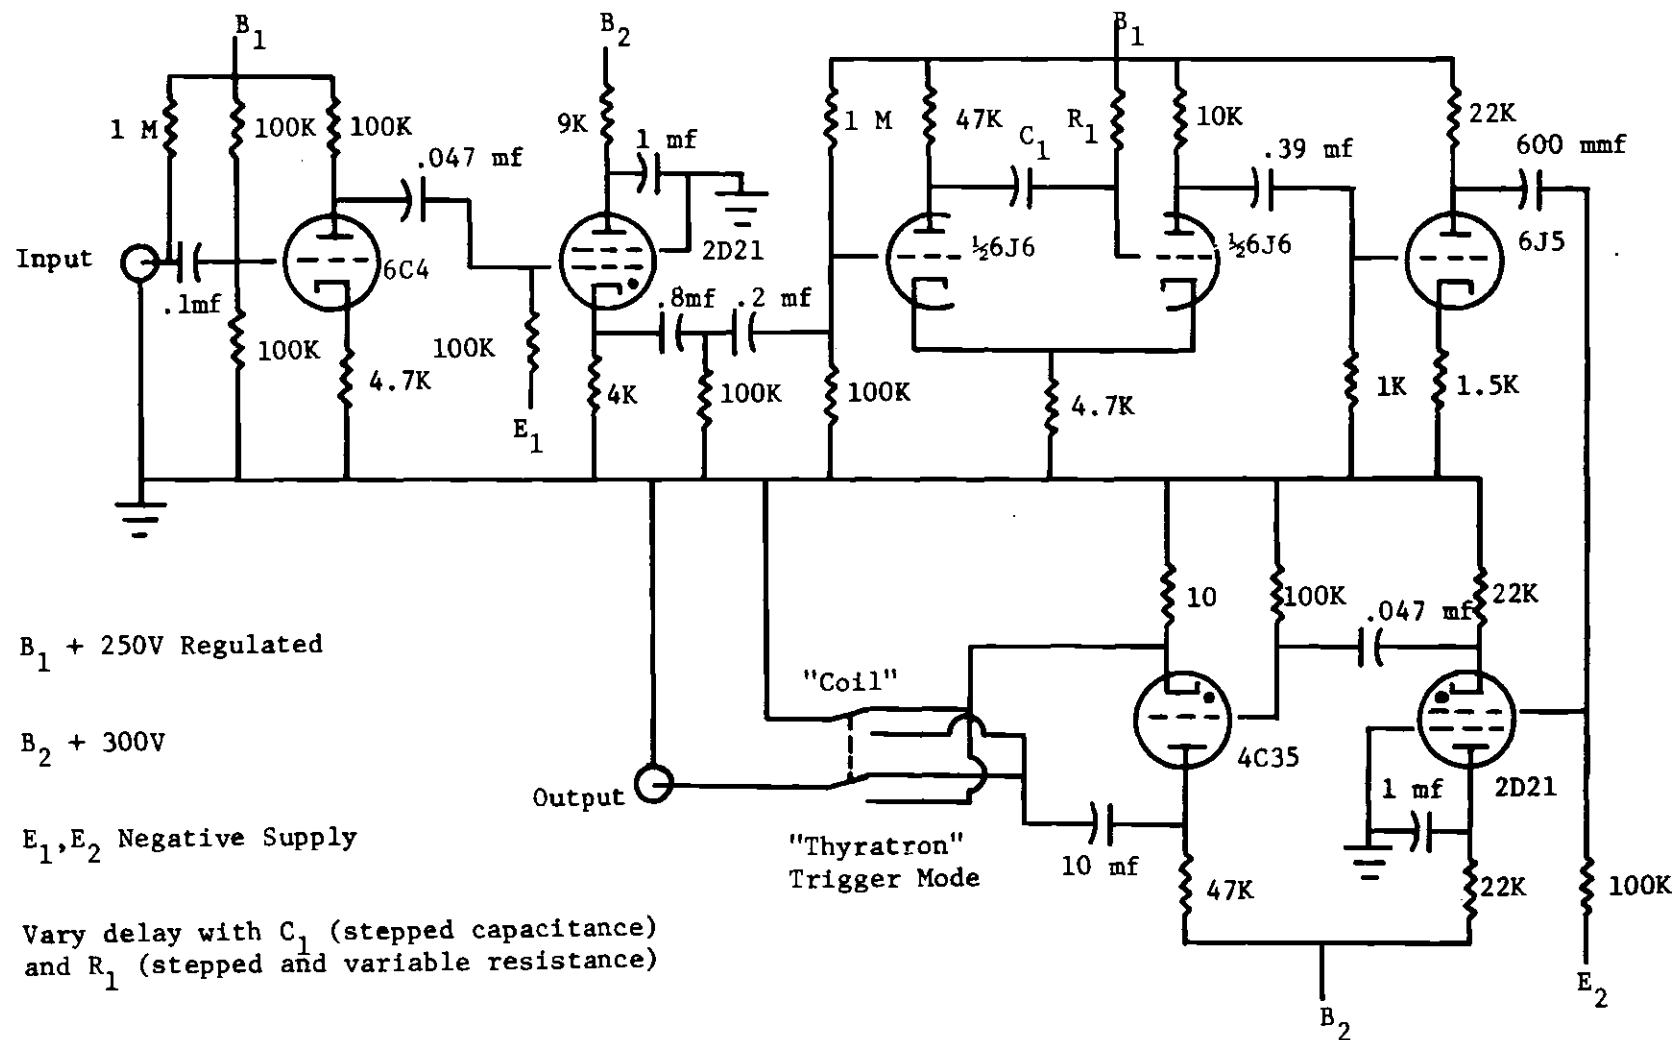 B1
B2
B1
1 M
100K
100K
.047 mf
9K
1 mf
1 M
47K
C1
R1
10K
.39 mf
22K
600 mmf
Input
.1mf
6C4
2D21
½6J6
½6J6
6J5
100K
4.7K
100K
E1
.8mf
.2 mf
4K
100K
100K
4.7K
1K
1.5K
10
100K
.047 mf
22K
B1 + 250V Regulated
B2 + 300V
E1,E2 Negative Supply
Vary delay with C1 (stepped capacitance)
and R1 (stepped and variable resistance)
"Coil"
Output
"Thyratron"
Trigger Mode
10 mf
4C35
2D21
1 mf
47K
22K
100K
B2
E2